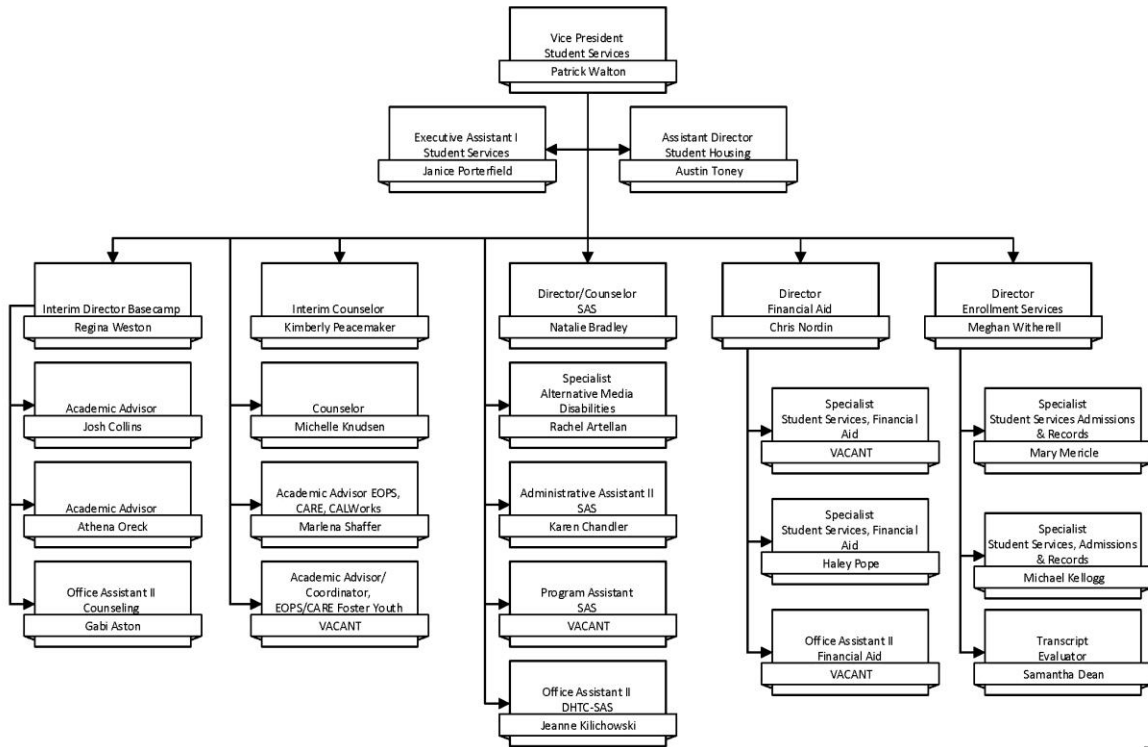 Vice President
Student Services
Patrick Walton
Executive Assistant I
Student Services
Janice Porterfield
Assistant Director
Student Housing
Austin Toney
Interim Director Basecamp
Regina Weston
Interim Counselor
Kimberly Peacemaker
Director/Counselor
SAS
Natalie Bradley
Director
Financial Aid
Chris Nordin
Director
Enrollment Services
Meghan Witherell
Academic Advisor
Josh Collins
Counselor
Michelle Knudsen
Specialist
Alternative Media
Disabilities
Rachel Artellan
Specialist
Student Services, Financial
Aid
VACANT
Specialist
Student Services Admissions
& Records
Mary Mericle
Academic Advisor
Athena Oreck
Academic Advisor EOPS,
CARE, CALWorks
Marlena Shaffer
Administrative Assistant II
SAS
Karen Chandler
Specialist
Student Services, Financial
Aid
Haley Pope
Specialist
Student Services, Admissions
& Records
Michael Kellogg
Office Assistant II
Counseling
Gabi Aston
Academic Advisor/
Coordinator,
EOPS/CARE Foster Youth
VACANT
Program Assistant
SAS
VACANT
Office Assistant II
Financial Aid
VACANT
Transcript
Evaluator
Samantha Dean
Office Assistant II
DHTC-SAS
Jeanne Kilichowski